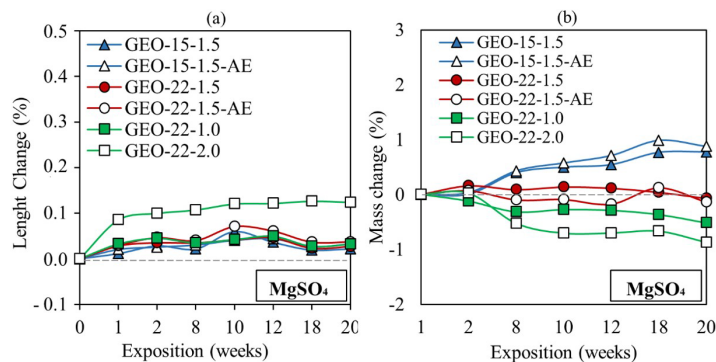 (a)
0.5
0.4
0.3
0.2
0.1
0.0
- 0.1
Lenght Change (%)
GEO-15-1.5
GEO-15-1.5-AE
GEO-22-1.5
GEO-22-1.5-AE
GEO-22-1.0
GEO-22-2.0
MgSO₄
0 1 2 8 10 12 18 20
Exposition (weeks)
(b)
3
2
1
0
-1
-2
Mass change (%)
GEO-15-1.5
GEO-15-1.5-AE
GEO-22-1.5
GEO-22-1.5-AE
GEO-22-1.0
GEO-22-2.0
MgSO₄
1 2 8 10 12 18 20
Exposition (weeks)